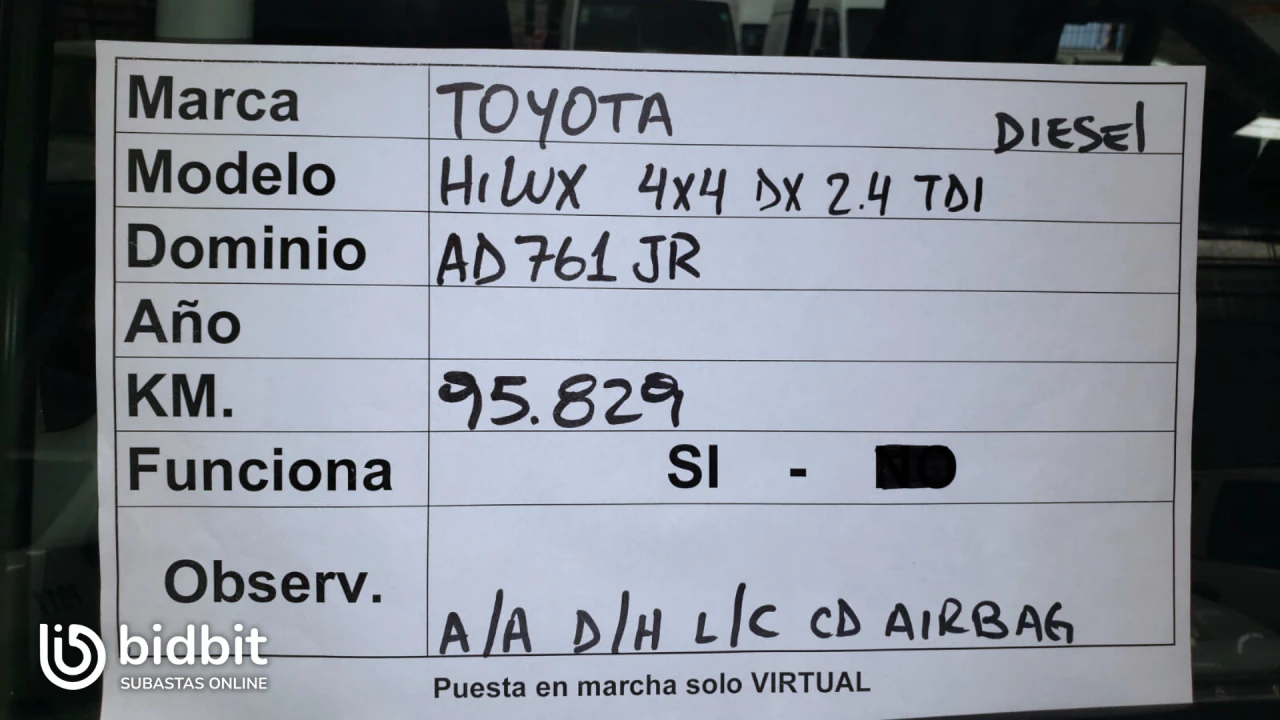 Marca TOYOTA DIESEl
Modelo HiLUX 4X4 DX 2.4 TDI
Dominio AD761JR
Año
KM. 95.829
Funciona SI - NO
Observ. A/A D/H L/C CD AIRBAG
bidbit
SUBASTAS ONLINE
Puesta en marcha solo VIRTUAL